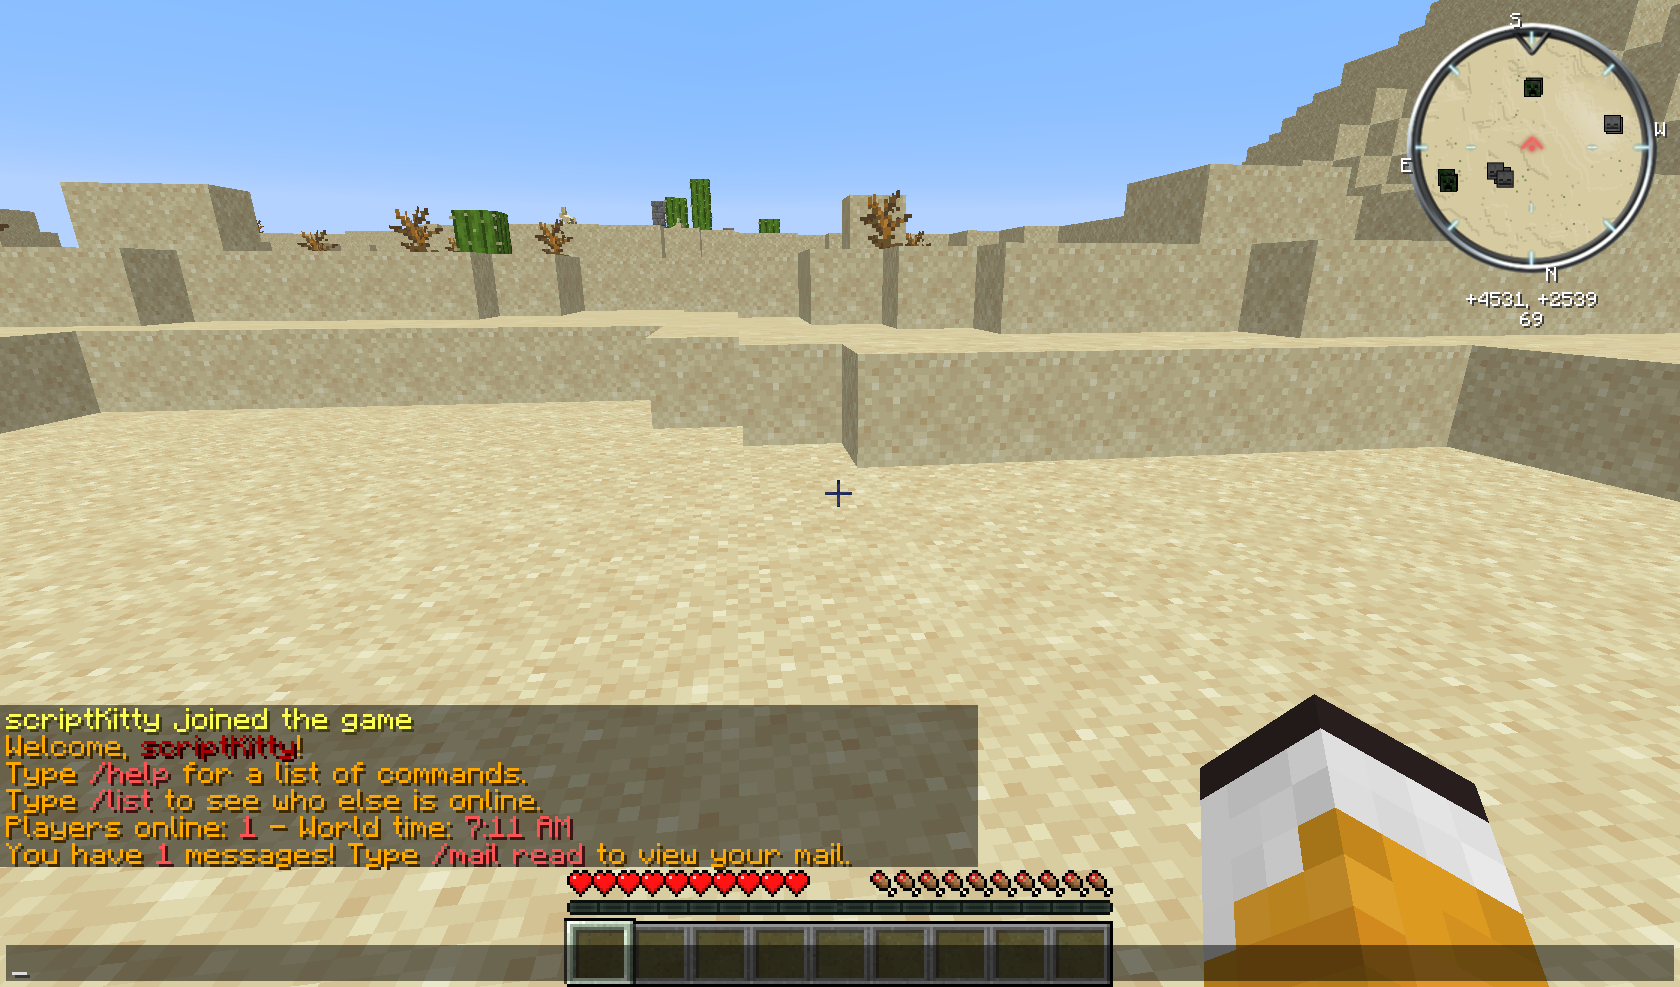 S
W
E
N
+4531, +2539
69
scriptKitty joined the game
Welcome, scriptKitty!
Type /help for a list of commands.
Type /list to see who else is online.
Players online: 1 - World time: 7:11 AM
You have 1 messages! Type /mail read to view your mail.
_